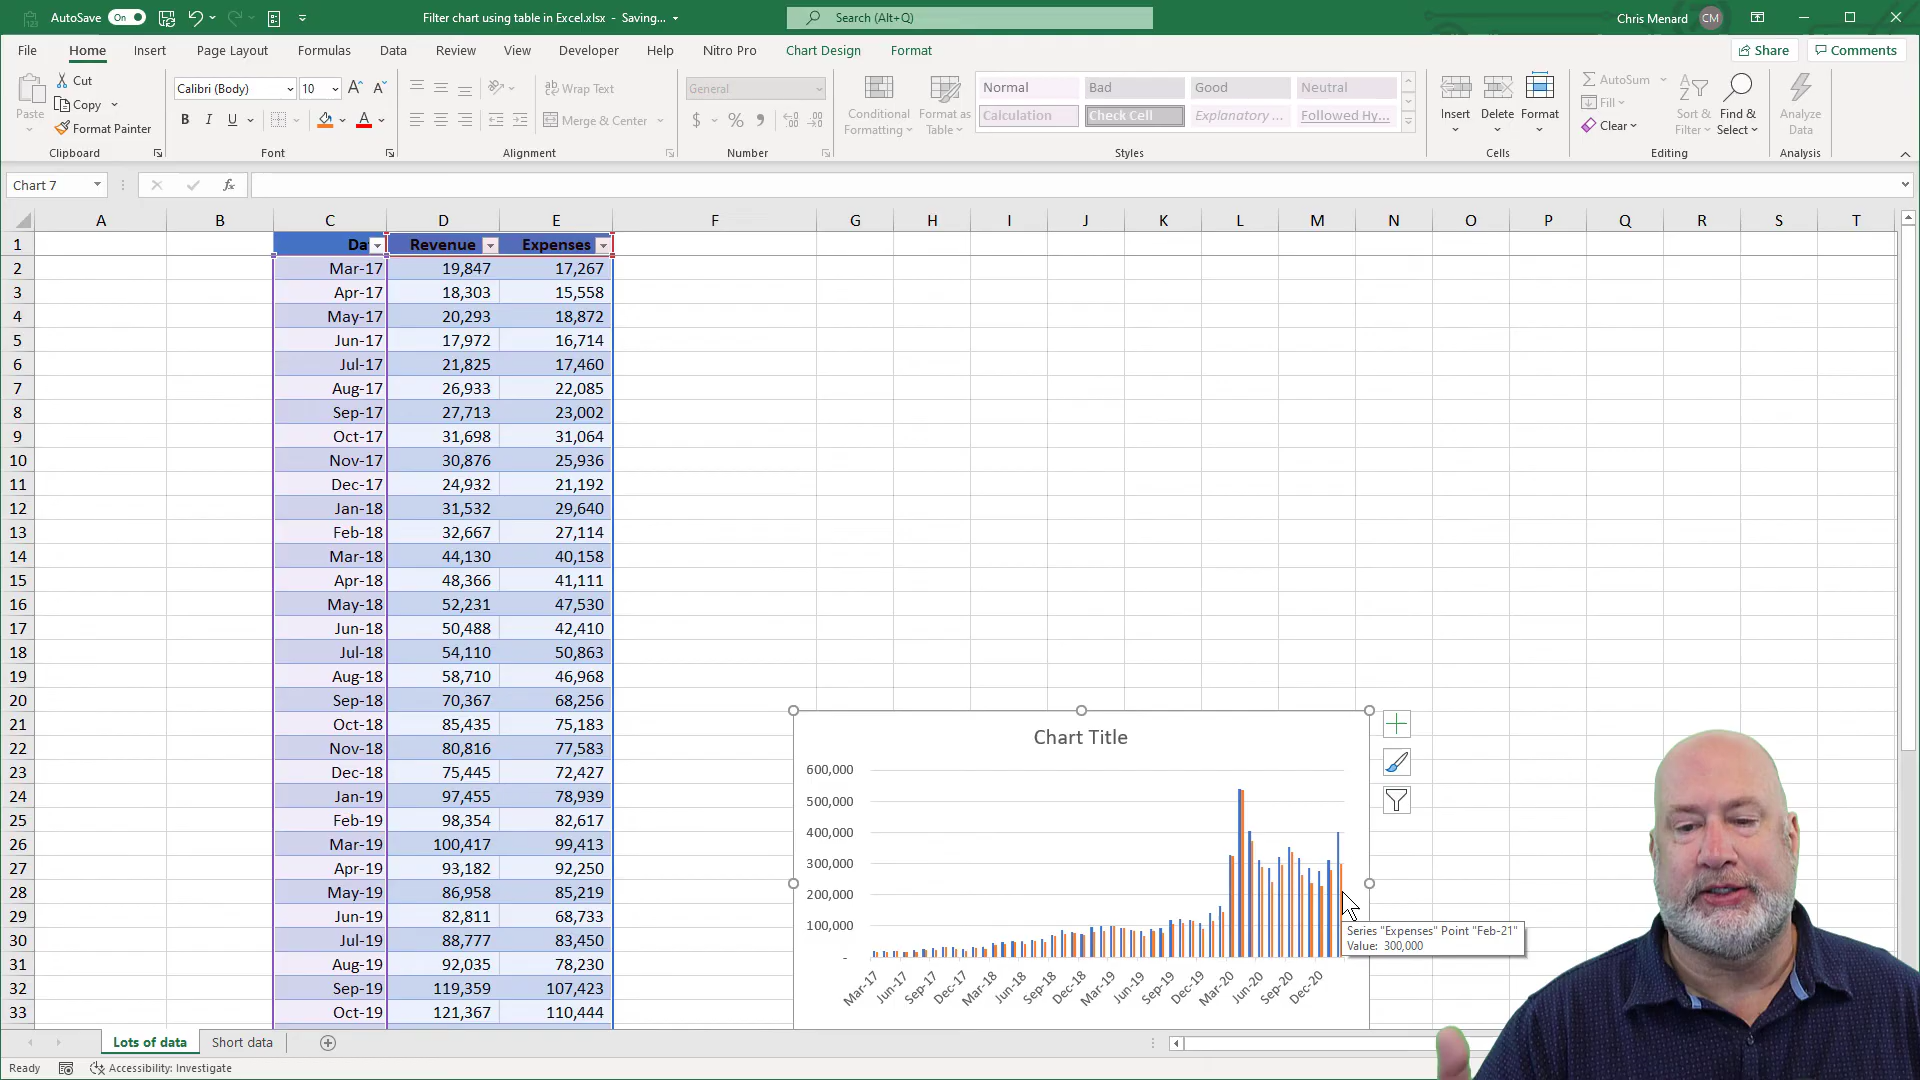 AutoSave On Filter chart using table in Excel.xlsx - Saving... Search (Alt+Q) Chris Menard CM
File Home Insert Page Layout Formulas Data Review View Developer Help Nitro Pro Chart Design Format Share Comments
Paste
Cut
Copy
Format Painter
Clipboard
Calibri (Body) 10 A A
B I U A
Font
Wrap Text
Merge & Center
Alignment
General
$ % 9
Number
Conditional Formatting
Format as Table
Normal Bad Good Neutral
Calculation Check Cell Explanatory ... Followed Hy...
Styles
Insert Delete Format
Cells
AutoSum
Fill
Clear
Sort & Filter
Find & Select
Editing
Analyze Data
Analysis
Chart 7 fx
A B C D E F G H I J K L M N O P Q R S T
1 Da Revenue Expenses
2 Mar-17 19,847 17,267
3 Apr-17 18,303 15,558
4 May-17 20,293 18,872
5 Jun-17 17,972 16,714
6 Jul-17 21,825 17,460
7 Aug-17 26,933 22,085
8 Sep-17 27,713 23,002
9 Oct-17 31,698 31,064
10 Nov-17 30,876 25,936
11 Dec-17 24,932 21,192
12 Jan-18 31,532 29,640
13 Feb-18 32,667 27,114
14 Mar-18 44,130 40,158
15 Apr-18 48,366 41,111
16 May-18 52,231 47,530
17 Jun-18 50,488 42,410
18 Jul-18 54,110 50,863
19 Aug-18 58,710 46,968
20 Sep-18 70,367 68,256
21 Oct-18 85,435 75,183
22 Nov-18 80,816 77,583
23 Dec-18 75,445 72,427
24 Jan-19 97,455 78,939
25 Feb-19 98,354 82,617
26 Mar-19 100,417 99,413
27 Apr-19 93,182 92,250
28 May-19 86,958 85,219
29 Jun-19 82,811 68,733
30 Jul-19 88,777 83,450
31 Aug-19 92,035 78,230
32 Sep-19 119,359 107,423
33 Oct-19 121,367 110,444
Chart Title
600,000
500,000
400,000
300,000
200,000
100,000
-
Mar-17 Jun-17 Sep-17 Dec-17 Mar-18 Jun-18 Sep-18 Dec-18 Mar-19 Jun-19 Sep-19 Dec-19 Mar-20 Jun-20 Sep-20 Dec-20
Series "Expenses" Point "Feb-21"
Value: 300,000
Lots of data Short data
Ready Accessibility: Investigate